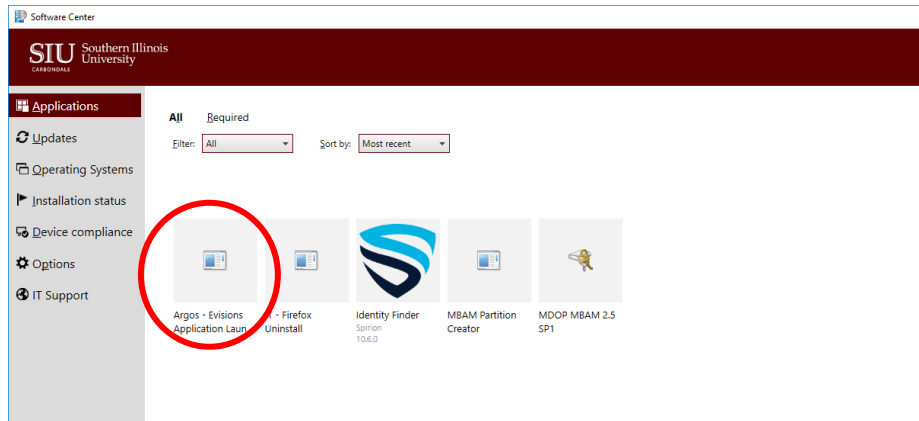 Software Center
SIU Southern Illinois
University
CARBONDALE
Applications
Updates
Operating Systems
Installation status
Device compliance
Options
IT Support
All Required
Filter: All Sort by: Most recent
Argos - Evisions
Application Laun
- Firefox
Uninstall
Identity Finder
Spirion
10.6.0
MBAM Partition
Creator
MDOP MBAM 2.5
SP1